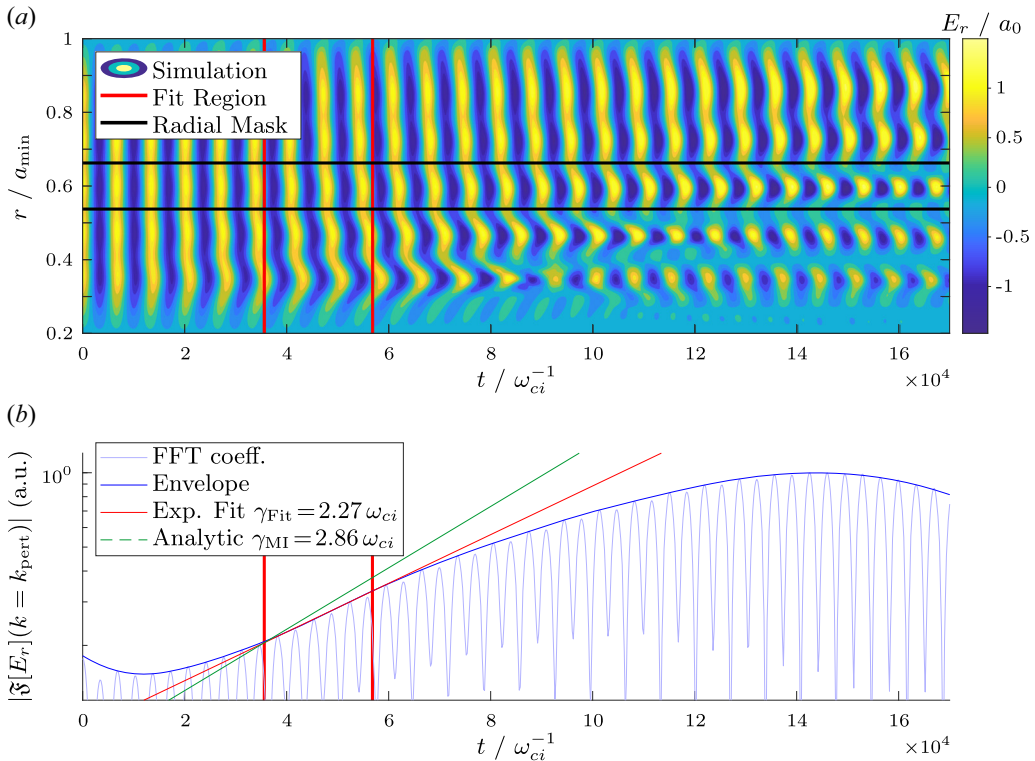 (a)
E_r / a_0
1
0.8
0.6
0.4
0.2
r / a_min
Simulation
Fit Region
Radial Mask
1
0.5
0
-0.5
-1
0 2 4 6 8 10 12 14 16
t / ω_ci^-1
×10^4
(b)
10^0
|𝔉[E_r](k = k_pert)| (a.u.)
FFT coeff.
Envelope
Exp. Fit γ_Fit = 2.27 ω_ci
Analytic γ_MI = 2.86 ω_ci
0 2 4 6 8 10 12 14 16
t / ω_ci^-1
×10^4